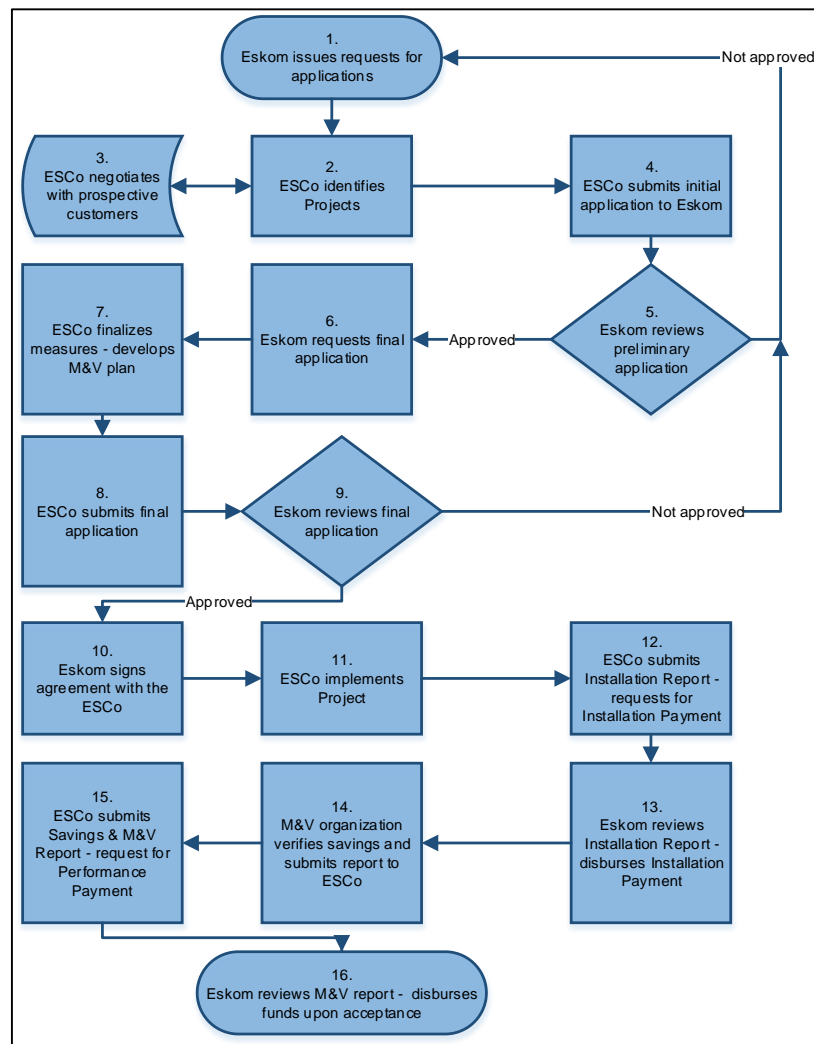 1.
Eskom issues requests for
applications
Not approved
3.
ESCo negotiates
with prospective
customers
2.
ESCo identifies
Projects
4.
ESCo submits initial
application to Eskom
7.
ESCo finalizes
measures - develops
M&V plan
6.
Eskom requests final
application
Approved
5.
Eskom reviews
preliminary
application
8.
ESCo submits final
application
9.
Eskom reviews final
application
Not approved
Approved
10.
Eskom signs
agreement with the
ESCo
11.
ESCo implements
Project
12.
ESCo submits
Installation Report -
requests for
Installation Payment
15.
ESCo submits
Savings & M&V
Report - request for
Performance
Payment
14.
M&V organization
verifies savings and
submits report to
ESCo
13.
Eskom reviews
Installation Report -
disburses Installation
Payment
16.
Eskom reviews M&V report -  disburses
funds upon acceptance